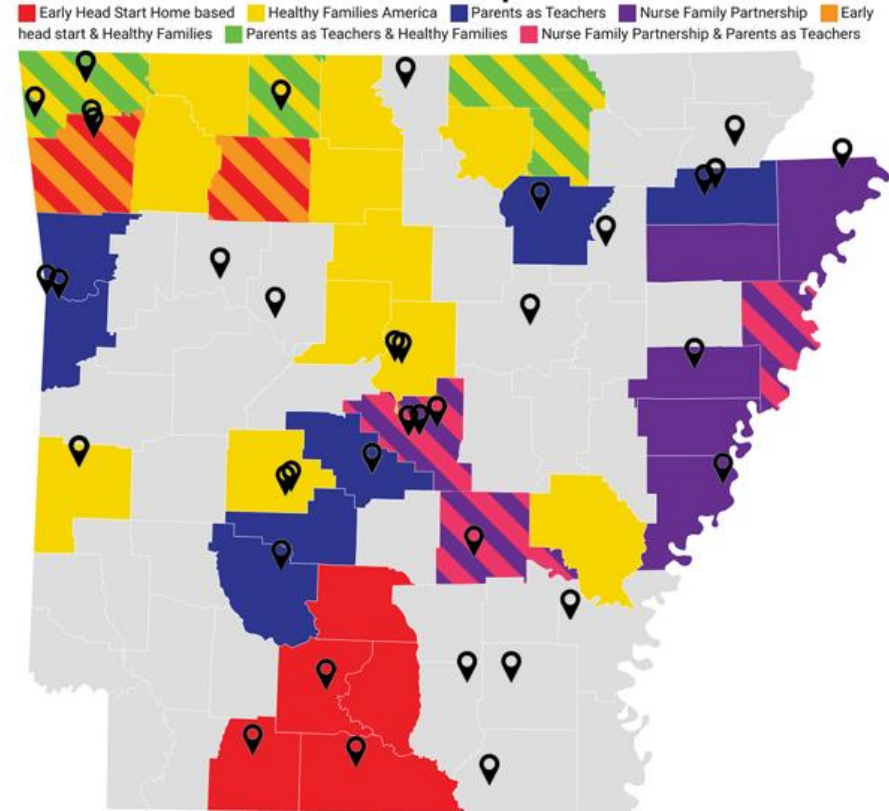 Early Head Start Home based Healthy Families America Parents as Teachers Nurse Family Partnership Early
head start & Healthy Families Parents as Teachers & Healthy Families Nurse Family Partnership & Parents as Teachers